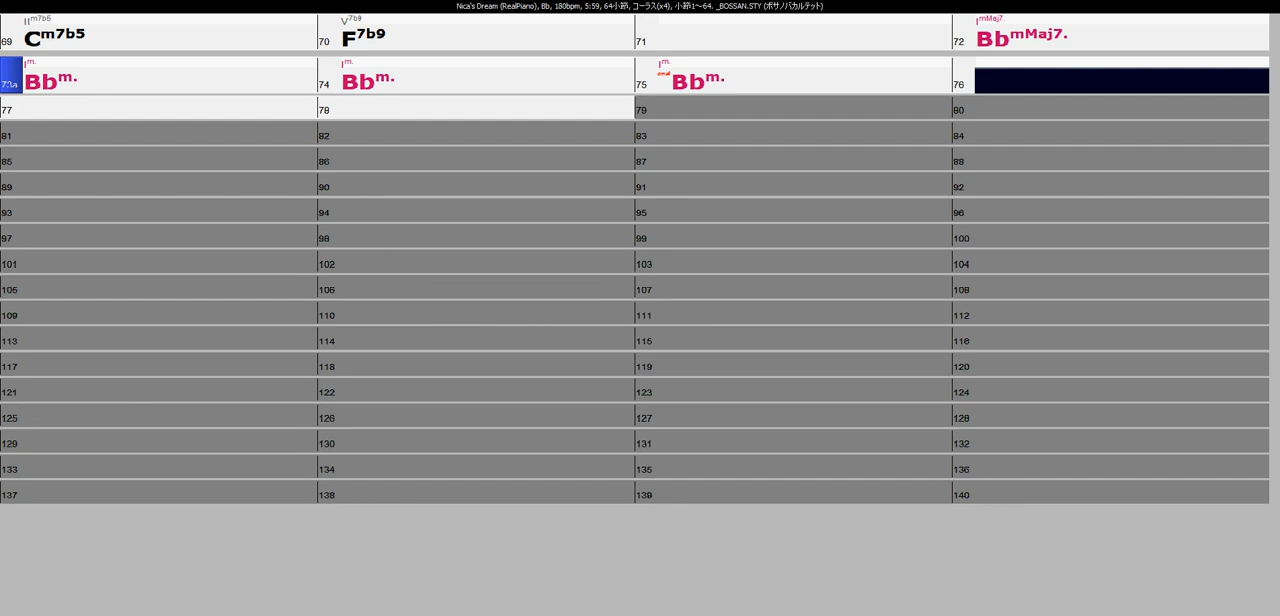 Nica's Dream (RealPiano), Bb, 180bpm, 5:59, 64小節, コーラス(x4), 小節1～64. _BOSSAN.STY (ボサノバカルテット)
IIm7b5 V7b9 ImMaj7.
69 Cm7b5 70 F7b9 71 72 BbmMaj7.
Im. Im. Im.
73a Bbm. 74 Bbm. 75 end Bbm. 76
77 78 79 80
81 82 83 84
85 86 87 88
89 90 91 92
93 94 95 96
97 98 99 100
101 102 103 104
105 106 107 108
109 110 111 112
113 114 115 116
117 118 119 120
121 122 123 124
125 126 127 128
129 130 131 132
133 134 135 136
137 138 139 140